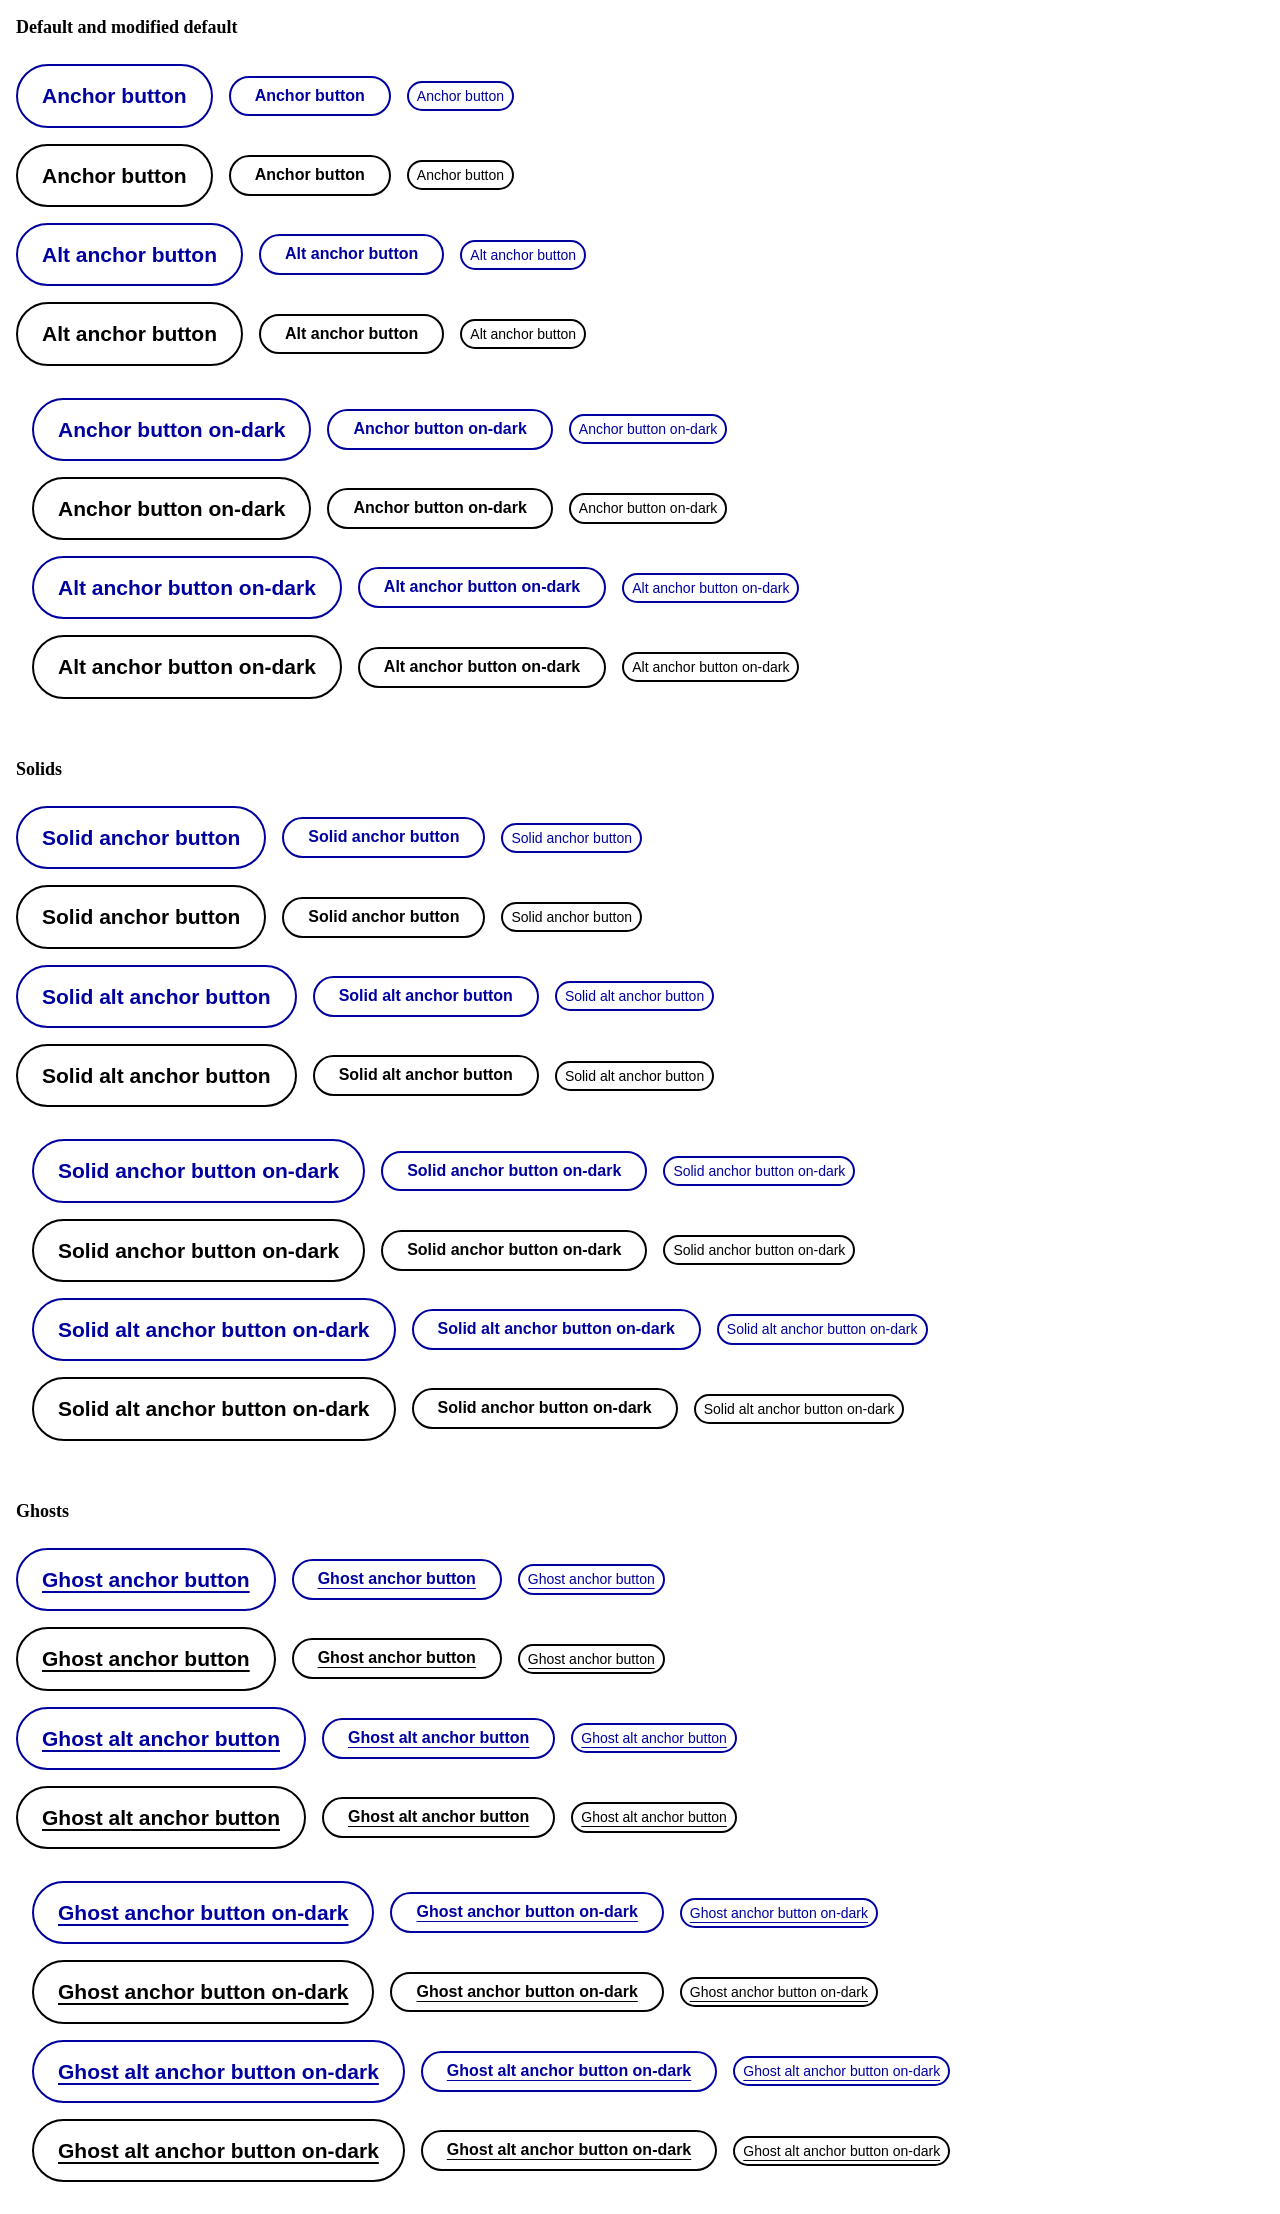 Default and modified default
Anchor button Anchor button Anchor button
Anchor button Anchor button Anchor button
Alt anchor button Alt anchor button Alt anchor button
Alt anchor button Alt anchor button Alt anchor button
Anchor button on-dark Anchor button on-dark Anchor button on-dark
Anchor button on-dark Anchor button on-dark Anchor button on-dark
Alt anchor button on-dark Alt anchor button on-dark Alt anchor button on-dark
Alt anchor button on-dark Alt anchor button on-dark Alt anchor button on-dark
Solids
Solid anchor button Solid anchor button Solid anchor button
Solid anchor button Solid anchor button Solid anchor button
Solid alt anchor button Solid alt anchor button Solid alt anchor button
Solid alt anchor button Solid alt anchor button Solid alt anchor button
Solid anchor button on-dark Solid anchor button on-dark Solid anchor button on-dark
Solid anchor button on-dark Solid anchor button on-dark Solid anchor button on-dark
Solid alt anchor button on-dark Solid alt anchor button on-dark Solid alt anchor button on-dark
Solid alt anchor button on-dark Solid anchor button on-dark Solid alt anchor button on-dark
Ghosts
Ghost anchor button Ghost anchor button Ghost anchor button
Ghost anchor button Ghost anchor button Ghost anchor button
Ghost alt anchor button Ghost alt anchor button Ghost alt anchor button
Ghost alt anchor button Ghost alt anchor button Ghost alt anchor button
Ghost anchor button on-dark Ghost anchor button on-dark Ghost anchor button on-dark
Ghost anchor button on-dark Ghost anchor button on-dark Ghost anchor button on-dark
Ghost alt anchor button on-dark Ghost alt anchor button on-dark Ghost alt anchor button on-dark
Ghost alt anchor button on-dark Ghost alt anchor button on-dark Ghost alt anchor button on-dark